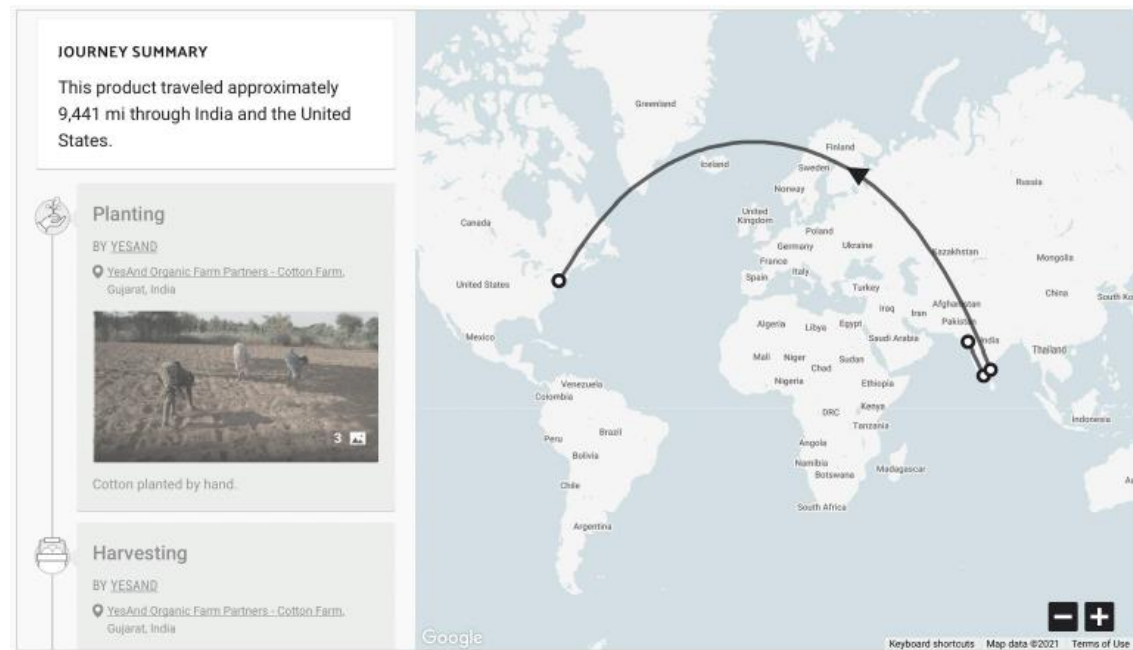 JOURNEY SUMMARY
This product traveled approximately
9,441 mi through India and the United
States.
Planting
BY YESAND
YesAnd Organic Farm Partners - Cotton Farm,
Gujarat, India
3
Cotton planted by hand.
Harvesting
BY YESAND
YesAnd Organic Farm Partners - Cotton Farm,
Gujarat, India
Greenland
Iceland
Finland
Sweden
Norway
Russia
Canada
United
Kingdom
Poland
Germany
Ukraine
Kazakhstan
Mongolia
France
Italy
Spain
United States
Turkey
China
South Ko
Iraq
Iran
Afghanistan
Pakistan
Algeria
Libya
Egypt
Saudi Arabia
India
Thailand
Mexico
Mali
Niger
Chad
Sudan
Nigeria
Ethiopia
Venezuela
Colombia
DRC
Kenya
Tanzania
Indonesia
Peru
Brazil
Bolivia
Angola
Namibia
Botswana
Madagascar
Chile
South Africa
Argentina
Au
Google
Keyboard shortcuts
Map data ©2021
Terms of Use